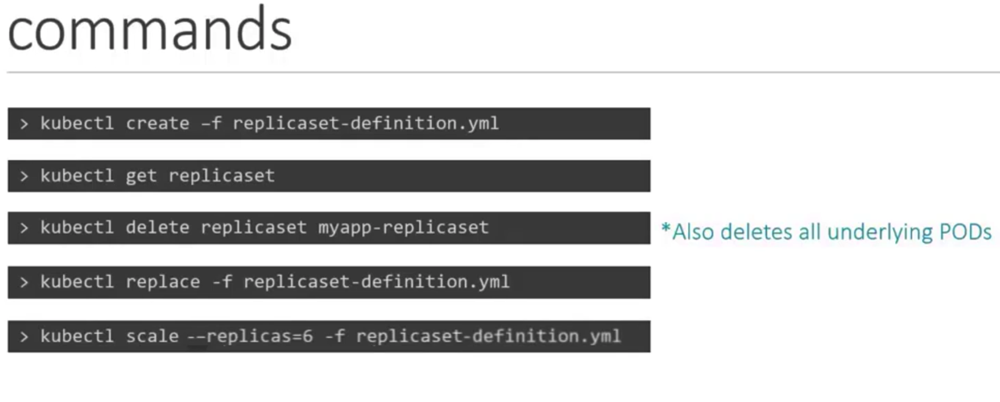 commands
> kubectl create –f replicaset-definition.yml
> kubectl get replicaset
> kubectl delete replicaset myapp-replicaset
*Also deletes all underlying PODs
> kubectl replace -f replicaset-definition.yml
> kubectl scale --replicas=6 -f replicaset-definition.yml